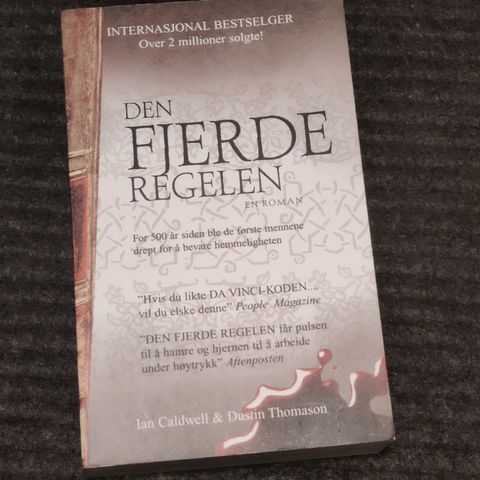 INTERNASJONAL BESTSELGER
Over 2 millioner solgte!
DEN
FJERDE
REGELEN
EN ROMAN
For 500 år siden ble de første mennene
drept for å bevare hemmeligheten
”Hvis du likte DA VINCI-KODEN....
vil du elske denne” People Magazine
”DEN FJERDE REGELEN får pulsen
til å hamre og hjernen til å arbeide
under høytrykk” Aftenposten
Ian Caldwell & Dustin Thomason